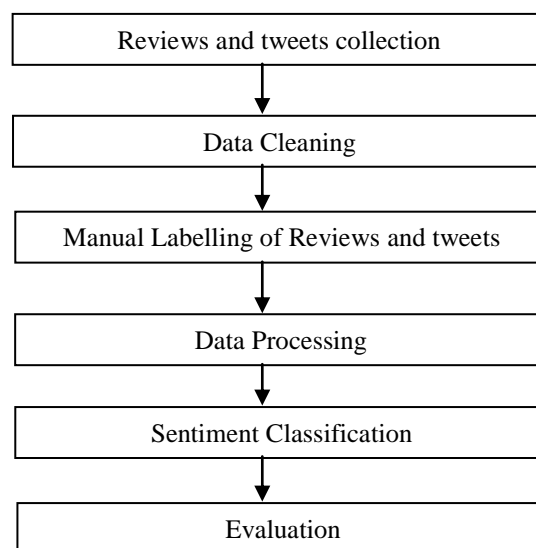 Reviews and tweets collection
Data Cleaning
Manual Labelling of Reviews and tweets
Data Processing
Sentiment Classification
Evaluation